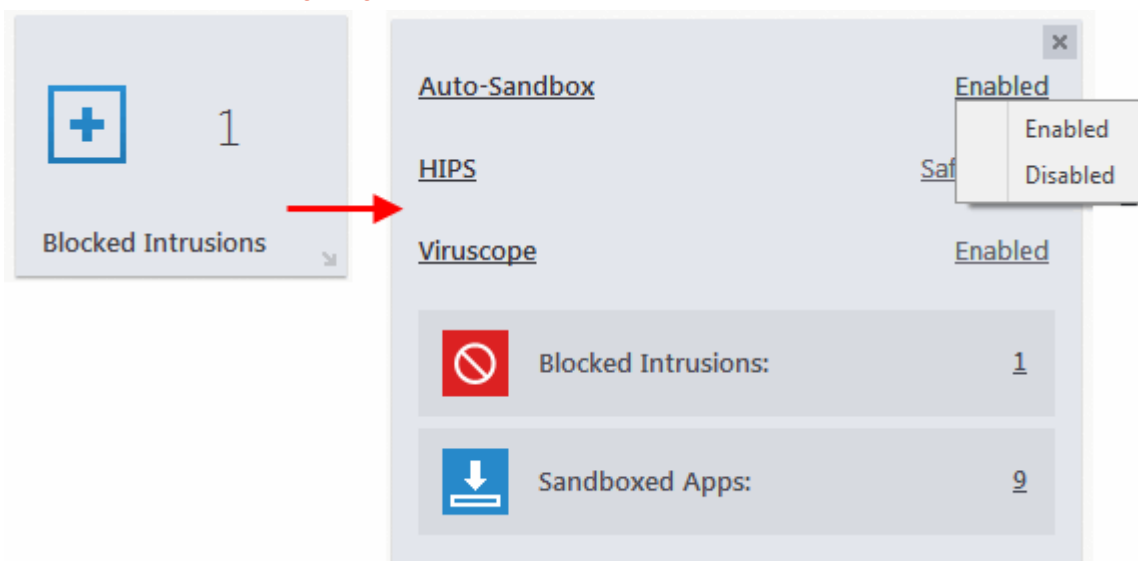 1
Blocked Intrusions
Auto-Sandbox Enabled
Enabled
Disabled
HIPS
Viruscope Enabled
Blocked Intrusions: 1
Sandboxed Apps: 9